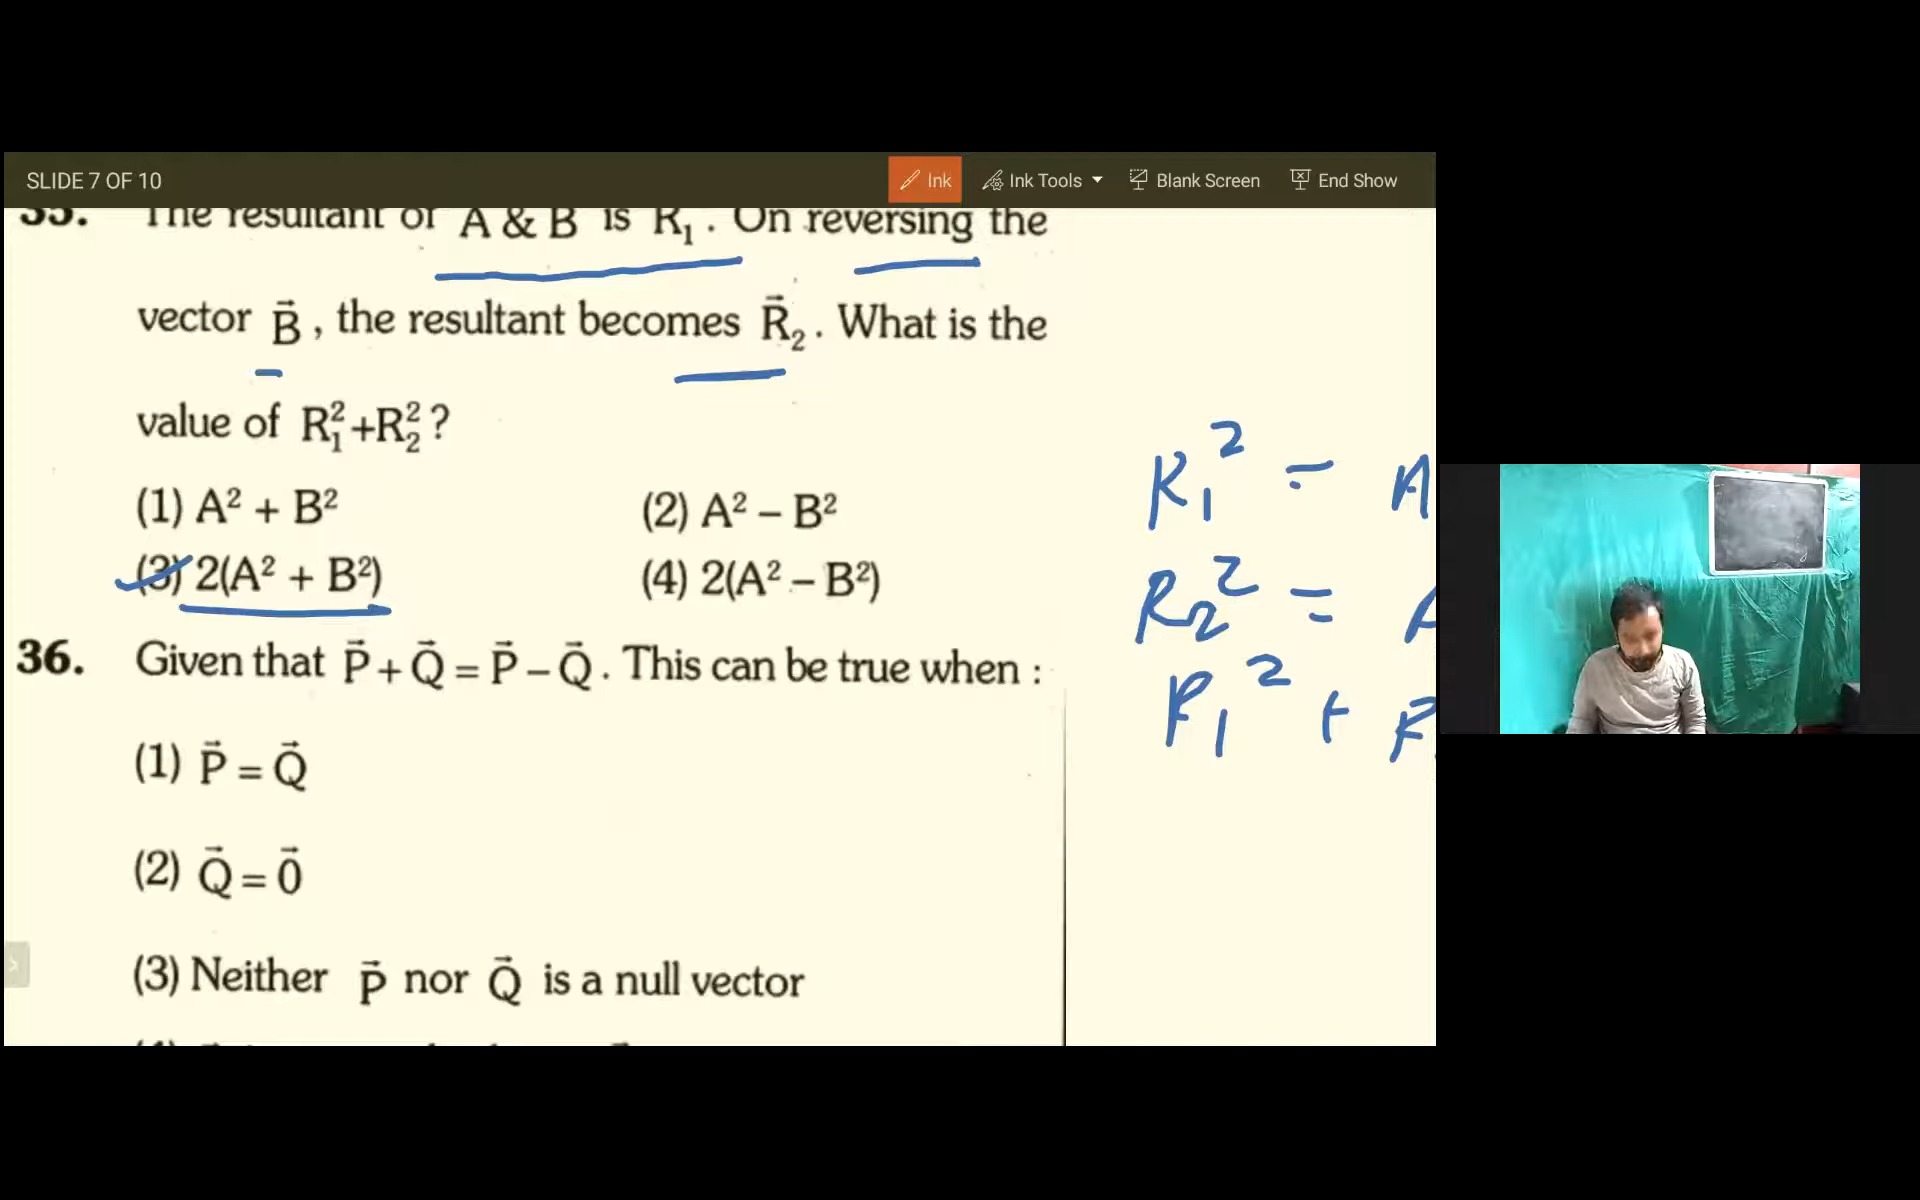 SLIDE 7 OF 10
Ink
Ink Tools
Blank Screen
End Show
35. The resultant of A & B is R₁. On reversing the
vector B⃗, the resultant becomes R⃗₂. What is the
value of R₁²+R₂²?
(1) A² + B²
(2) A² – B²
(3) 2(A² + B²)
(4) 2(A² – B²)
R₁² = A
R₂² =
R₁² +
36. Given that P⃗ + Q⃗ = P⃗ – Q⃗. This can be true when :
(1) P⃗ = Q⃗
(2) Q⃗ = 0⃗
(3) Neither P⃗ nor Q⃗ is a null vector